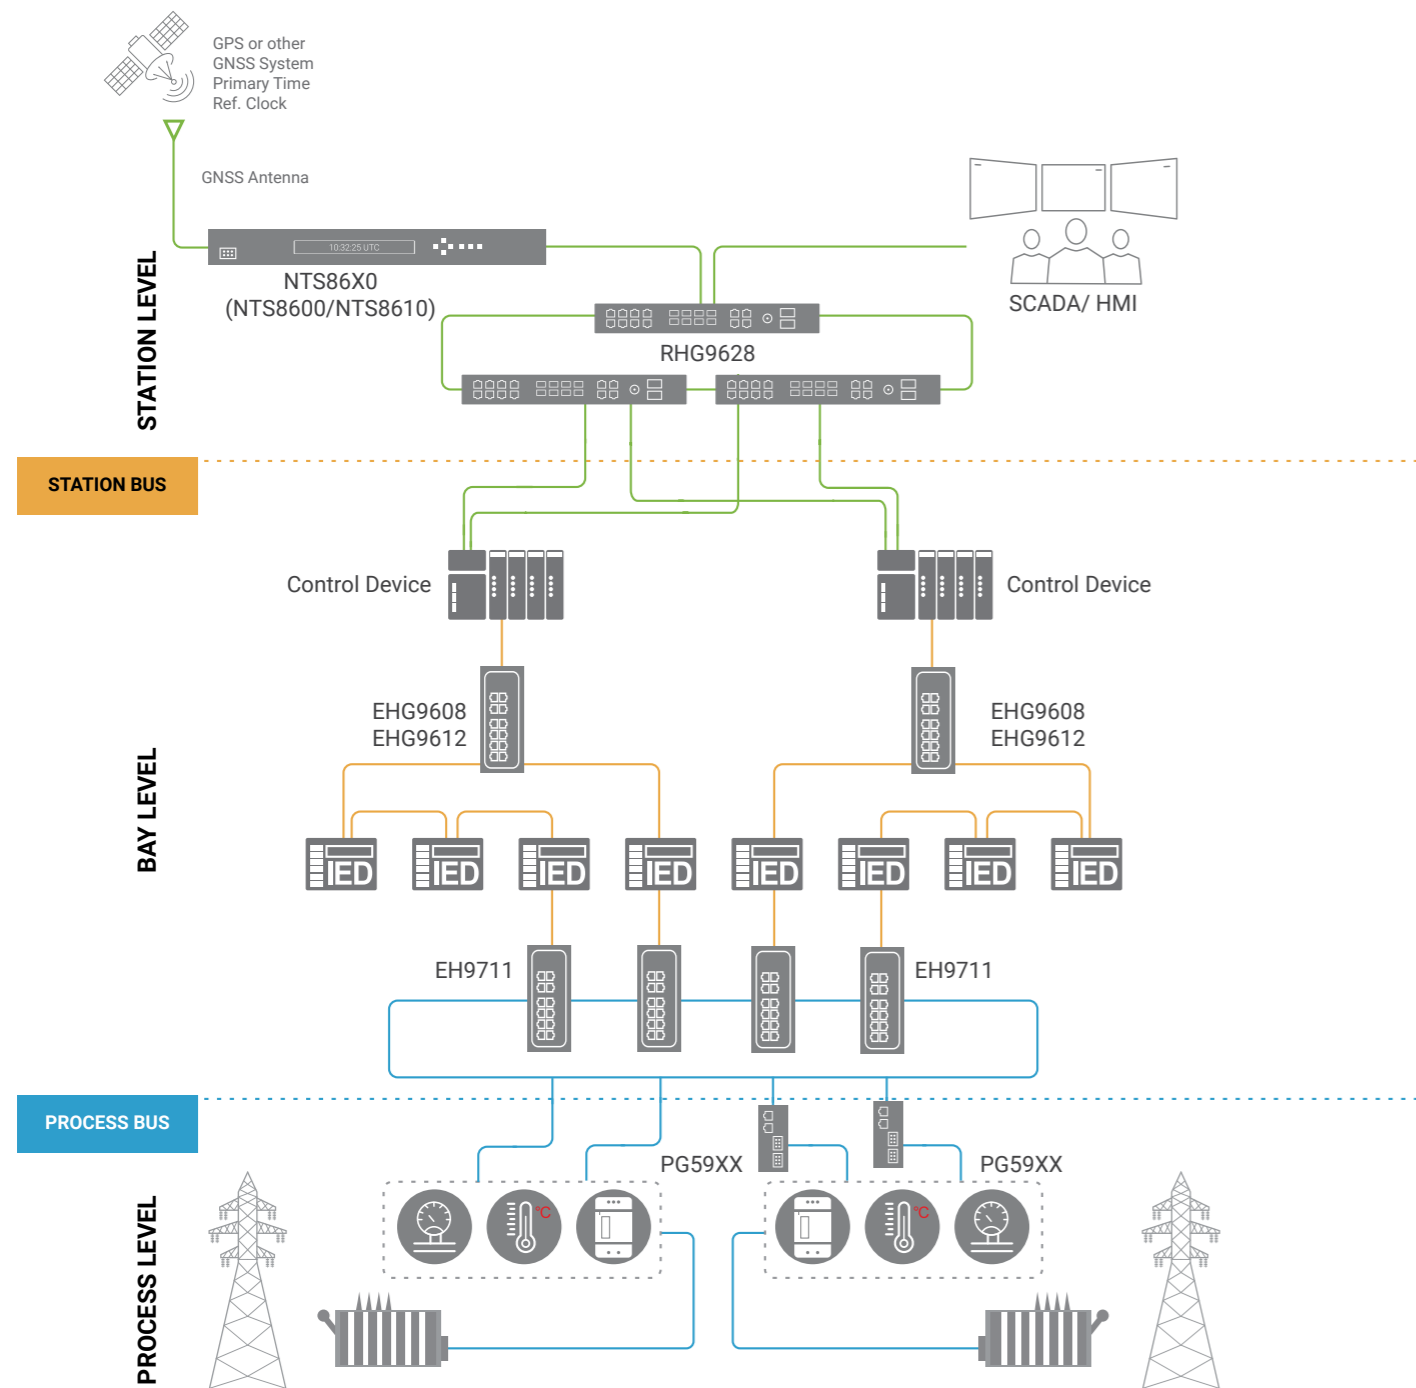 GPS or other
GNSS System
Primary Time
Ref. Clock
GNSS Antenna
10:32:25 UTC
NTS86X0
(NTS8600/NTS8610)
SCADA/ HMI
RHG9628
STATION LEVEL
STATION BUS
Control Device
Control Device
EHG9608
EHG9612
EHG9608
EHG9612
BAY LEVEL
IED
IED
IED
IED
IED
IED
IED
IED
EH9711
EH9711
PROCESS BUS
PG59XX
PG59XX
°C
°C
PROCESS LEVEL